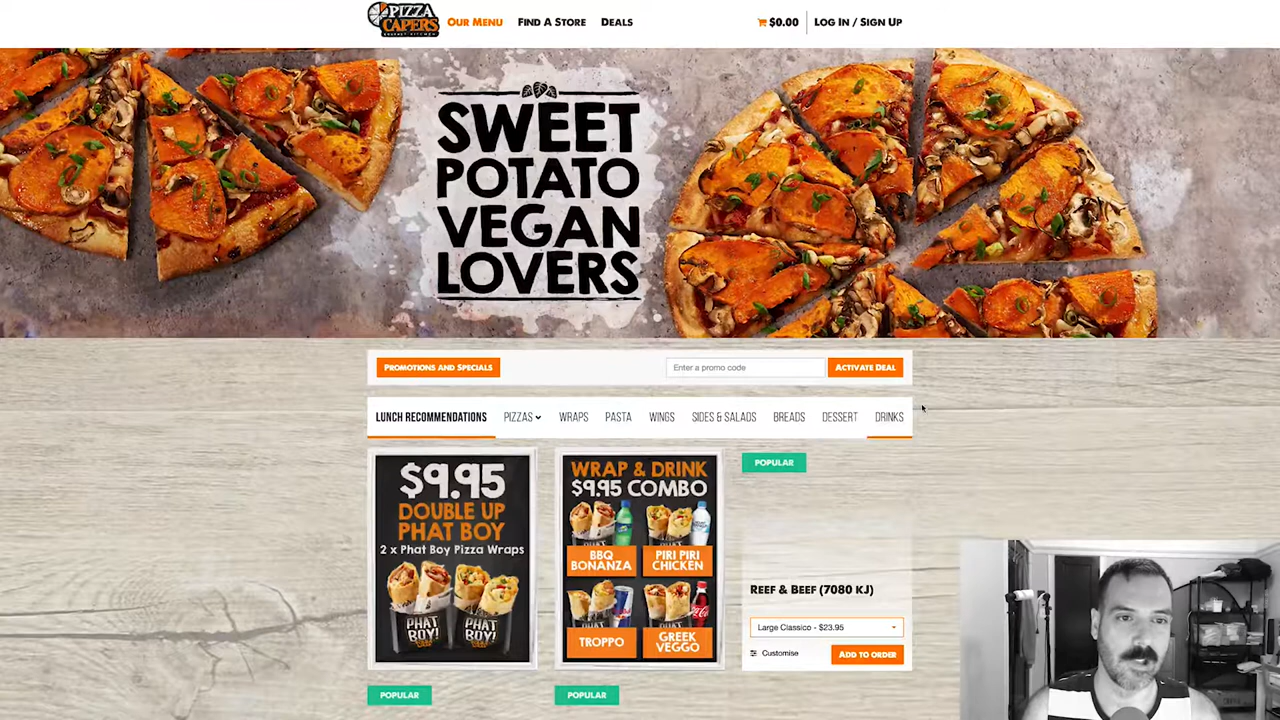 PIZZA
CAPERS
GOURMET KITCHEN
OUR MENU
FIND A STORE
DEALS
$0.00
LOG IN / SIGN UP
SWEET
POTATO
VEGAN
LOVERS
PROMOTIONS AND SPECIALS
Enter a promo code
ACTIVATE DEAL
LUNCH RECOMMENDATIONS
PIZZAS
WRAPS
PASTA
WINGS
SIDES & SALADS
BREADS
DESSERT
DRINKS
$9.95
DOUBLE UP
PHAT BOY
2 x Phat Boy Pizza Wraps
PHAT
BOY!
PHAT
BOY!
WRAP & DRINK
$9.95 COMBO
BBQ
BONANZA
PIRI PIRI
CHICKEN
TROPPO
GREEK
VEGGO
POPULAR
REEF & BEEF (7080 KJ)
Large Classico - $23.95
Customise
ADD TO ORDER
POPULAR
POPULAR